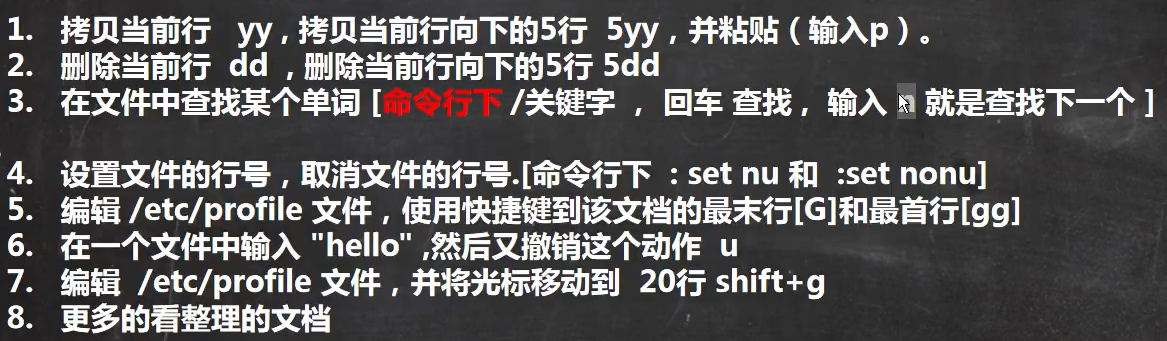 1. 拷贝当前行 yy , 拷贝当前行向下的5行 5yy，并粘贴（输入p）。
2. 删除当前行 dd , 删除当前行向下的5行 5dd
3. 在文件中查找某个单词 [命令行下 /关键字 ， 回车 查找 ， 输入 n 就是查找下一个 ]
4. 设置文件的行号，取消文件的行号.[命令行下 : set nu 和 :set nonu]
5. 编辑 /etc/profile 文件，使用快捷键到该文档的最末行[G]和最首行[gg]
6. 在一个文件中输入 "hello" ,然后又撤销这个动作 u
7. 编辑 /etc/profile 文件，并将光标移动到 20行 shift+g
8. 更多的看整理的文档